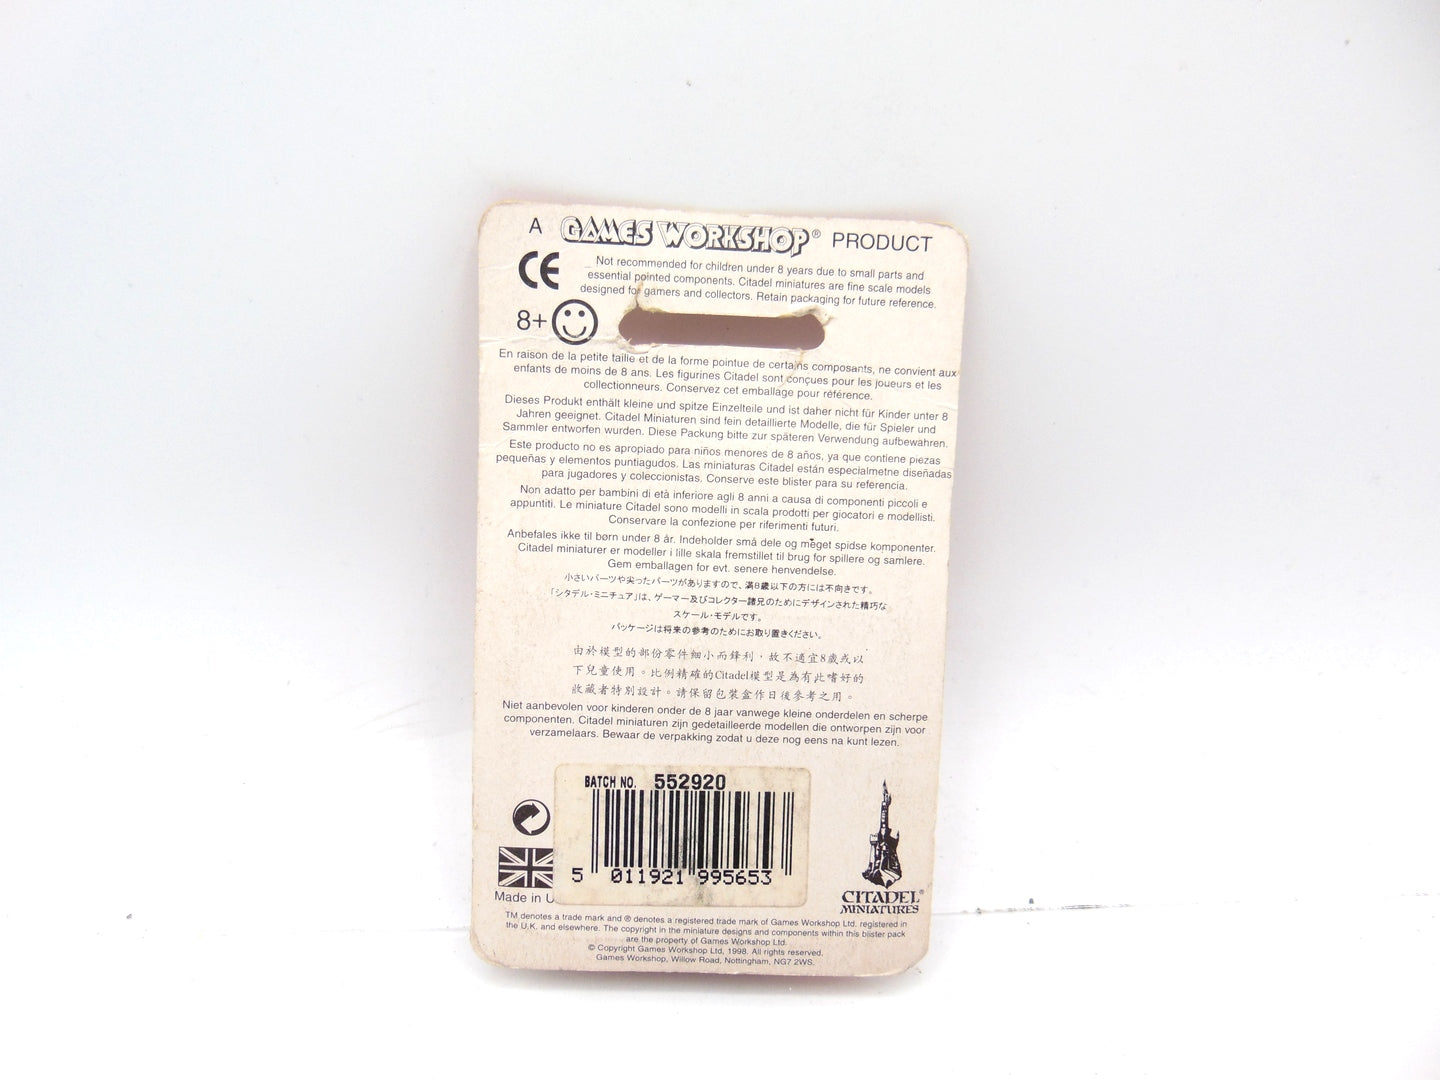 A GAMES WORKSHOP® PRODUCT
CE
Not recommended for children under 8 years due to small parts and
essential pointed components. Citadel miniatures are fine scale models
designed for gamers and collectors. Retain packaging for future reference.
8+
En raison de la petite taille et de la forme pointue de certains composants, ne convient aux
enfants de moins de 8 ans. Les figurines Citadel sont conçues pour les joueurs et les
collectionneurs. Conservez cet emballage pour référence.
Dieses Produkt enthält kleine und spitze Einzelteile und ist daher nicht für Kinder unter 8
Jahren geeignet. Citadel Miniaturen sind fein detaillierte Modelle, die für Spieler und
Sammler entworfen wurden. Diese Packung bitte zur späteren Verwendung aufbewahren.
Este producto no es apropiado para niños menores de 8 años, ya que contiene piezas
pequeñas y elementos puntiagudos. Las miniaturas Citadel están especialmetne diseñadas
para jugadores y coleccionistas. Conserve este blister para su referencia.
Non adatto per bambini di età inferiore agli 8 anni a causa di componenti piccoli e
appuntiti. Le miniature Citadel sono modelli in scala prodotti per giocatori e modellisti.
Conservare la confezione per riferimenti futuri.
Anbefales ikke til børn under 8 år. Indeholder små dele og meget spidse komponenter.
Citadel miniaturer er modeller i lille skala fremstillet til brug for spillere og samlere.
Gem emballagen for evt. senere henvendelse.
小さいパーツや尖ったパーツがありますので、満8歳以下の方には不向きです。
「シタデル・ミニチュア」は、ゲーマー及びコレクター諸兄のためにデザインされた精巧な
スケール・モデルです。
パッケージは将来の参考のためにお取り置きください。
由於模型的部份零件細小而鋒利，故不適宜8歲或以
下兒童使用。比例精確的Citadel模型是為有此嗜好的
收藏者特別設計。請保留包裝盒作日後參考之用。
Niet aanbevolen voor kinderen onder de 8 jaar vanwege kleine onderdelen en scherpe
componenten. Citadel miniaturen zijn gedetailleerde modellen die ontworpen zijn voor
verzamelaars. Bewaar de verpakking zodat u deze nog eens na kunt lezen.
BATCH NO. 552920
5 011921 995653
Made in U
CITADEL®
MINIATURES
TM denotes a trade mark and ® denotes a registered trade mark of Games Workshop Ltd. registered in
the U.K. and elsewhere. The copyright in the miniature designs and components within this blister pack
are the property of Games Workshop Ltd.
© Copyright Games Workshop Ltd, 1998. All rights reserved.
Games Workshop, Willow Road, Nottingham, NG7 2WS.